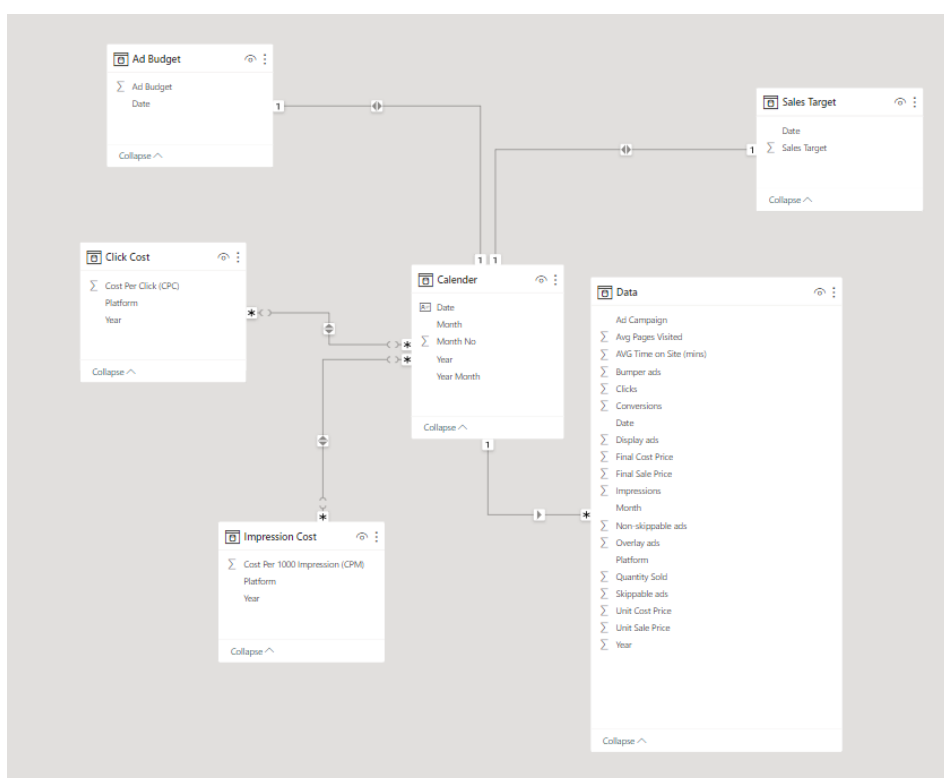 Ad Budget
Ad Budget
Date
Collapse
1
Sales Target
Date
Sales Target
Collapse
1
Click Cost
Cost Per Click (CPC)
Platform
Year
Collapse
*
1 1
Calender
Date
Month
Month No
Year
Year Month
Collapse
*
*
1
Data
Ad Campaign
Avg Pages Visited
AVG Time on Site (mins)
Bumper ads
Clicks
Conversions
Date
Display ads
Final Cost Price
Final Sale Price
Impressions
Month
Non-skippable ads
Overlay ads
Platform
Quantity Sold
Skippable ads
Unit Cost Price
Unit Sale Price
Year
Collapse
*
*
Impression Cost
Cost Per 1000 Impression (CPM)
Platform
Year
Collapse